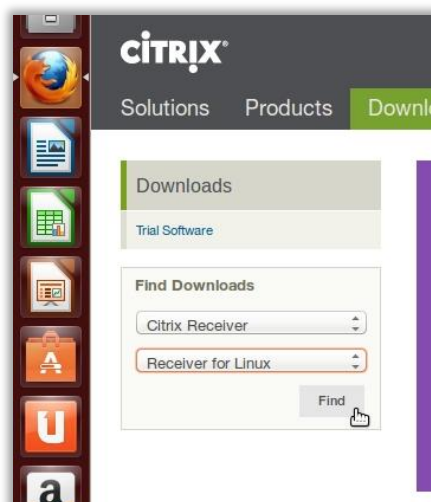 CITRIX®
Solutions Products Downl
Downloads
Trial Software
Find Downloads
Citrix Receiver
Receiver for Linux
Find
A
U
a